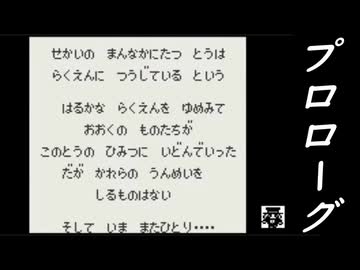 せかいの まんなかにたつ とうは
らくえんに つうじている という
はるかな らくえんを ゆめみて
おおくの ものたちが
このとうの ひみつに いどんでいった
だが かれらの うんめいを
しるものはない
そして いま またひとり・・・・
プロローグ